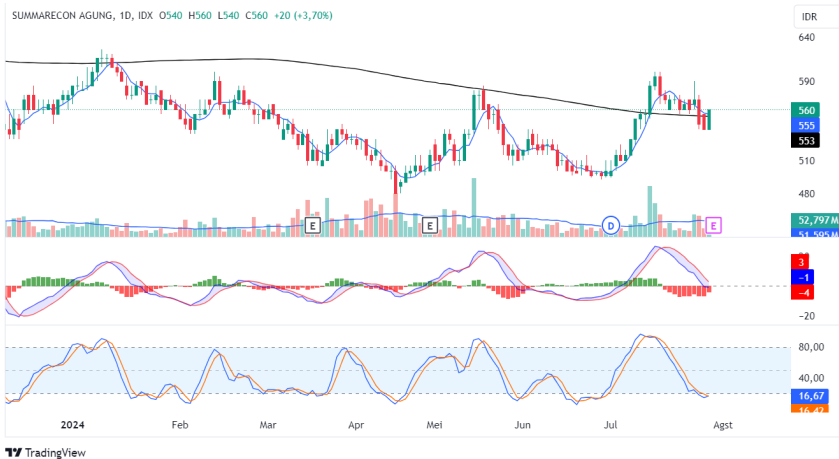 SUMMARECON AGUNG, 1D, IDX O540 H560 L540 C560 +20 (+3,70%)
IDR
640
590
560
555
553
510
480
52,797M
51,595M
E
E
D
E
3
−1
−4
−20
80,00
40,00
16,67
16,42
2024
Feb
Mar
Apr
Mei
Jun
Jul
Agst
TradingView